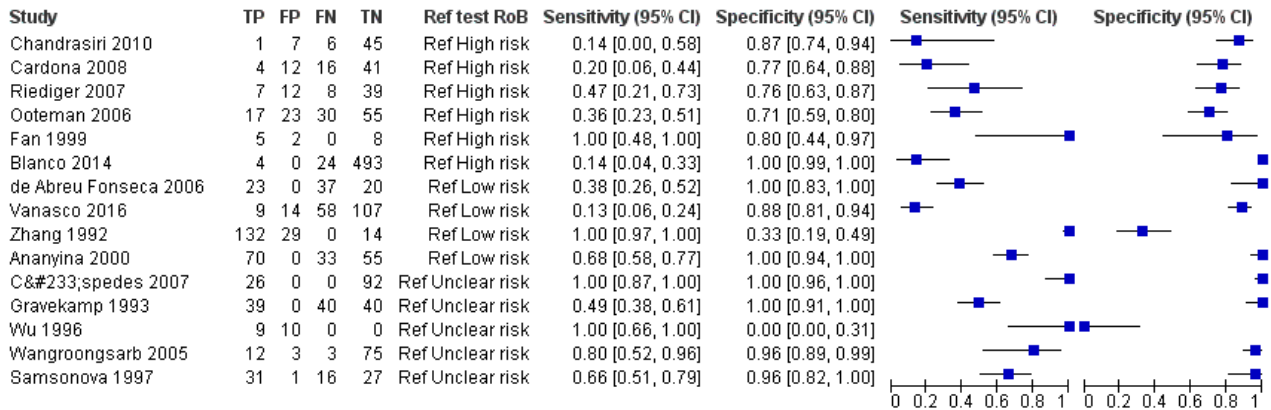 Study TP FP FN TN Ref test RoB Sensitivity (95% CI) Specificity (95% CI) Sensitivity (95% CI) Specificity (95% CI)
Chandrasiri 2010 1 7 6 45 Ref High risk 0.14 [0.00, 0.58] 0.87 [0.74, 0.94]
Cardona 2008 4 12 16 41 Ref High risk 0.20 [0.06, 0.44] 0.77 [0.64, 0.88]
Riediger 2007 7 12 8 39 Ref High risk 0.47 [0.21, 0.73] 0.76 [0.63, 0.87]
Ooteman 2006 17 23 30 55 Ref High risk 0.36 [0.23, 0.51] 0.71 [0.59, 0.80]
Fan 1999 5 2 0 8 Ref High risk 1.00 [0.48, 1.00] 0.80 [0.44, 0.97]
Blanco 2014 4 0 24 493 Ref High risk 0.14 [0.04, 0.33] 1.00 [0.99, 1.00]
de Abreu Fonseca 2006 23 0 37 20 Ref Low risk 0.38 [0.26, 0.52] 1.00 [0.83, 1.00]
Vanasco 2016 9 14 58 107 Ref Low risk 0.13 [0.06, 0.24] 0.88 [0.81, 0.94]
Zhang 1992 132 29 0 14 Ref Low risk 1.00 [0.97, 1.00] 0.33 [0.19, 0.49]
Ananyina 2000 70 0 33 55 Ref Low risk 0.68 [0.58, 0.77] 1.00 [0.94, 1.00]
C&#233;spedes 2007 26 0 0 92 Ref Unclear risk 1.00 [0.87, 1.00] 1.00 [0.96, 1.00]
Gravekamp 1993 39 0 40 40 Ref Unclear risk 0.49 [0.38, 0.61] 1.00 [0.91, 1.00]
Wu 1996 9 10 0 0 Ref Unclear risk 1.00 [0.66, 1.00] 0.00 [0.00, 0.31]
Wangroongsarb 2005 12 3 3 75 Ref Unclear risk 0.80 [0.52, 0.96] 0.96 [0.89, 0.99]
Samsonova 1997 31 1 16 27 Ref Unclear risk 0.66 [0.51, 0.79] 0.96 [0.82, 1.00]
0 0.2 0.4 0.6 0.8 1 0 0.2 0.4 0.6 0.8 1